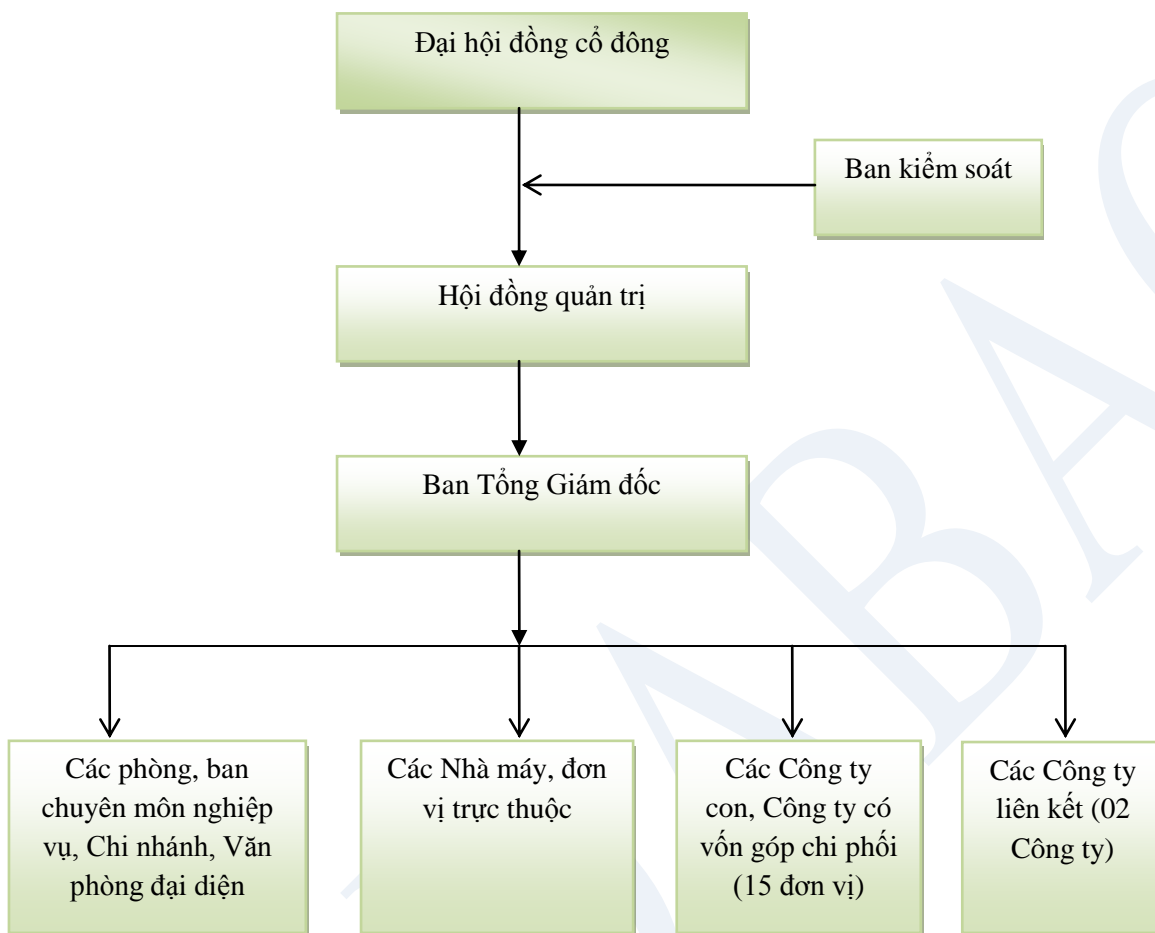 Đại hội đồng cổ đông
Ban kiểm soát
Hội đồng quản trị
Ban Tổng Giám đốc
Các phòng, ban
chuyên môn nghiệp
vụ, Chi nhánh, Văn
phòng đại diện
Các Nhà máy, đơn
vị trực thuộc
Các Công ty
con, Công ty có
vốn góp chi phối
(15 đơn vị)
Các Công ty
liên kết (02
Công ty)